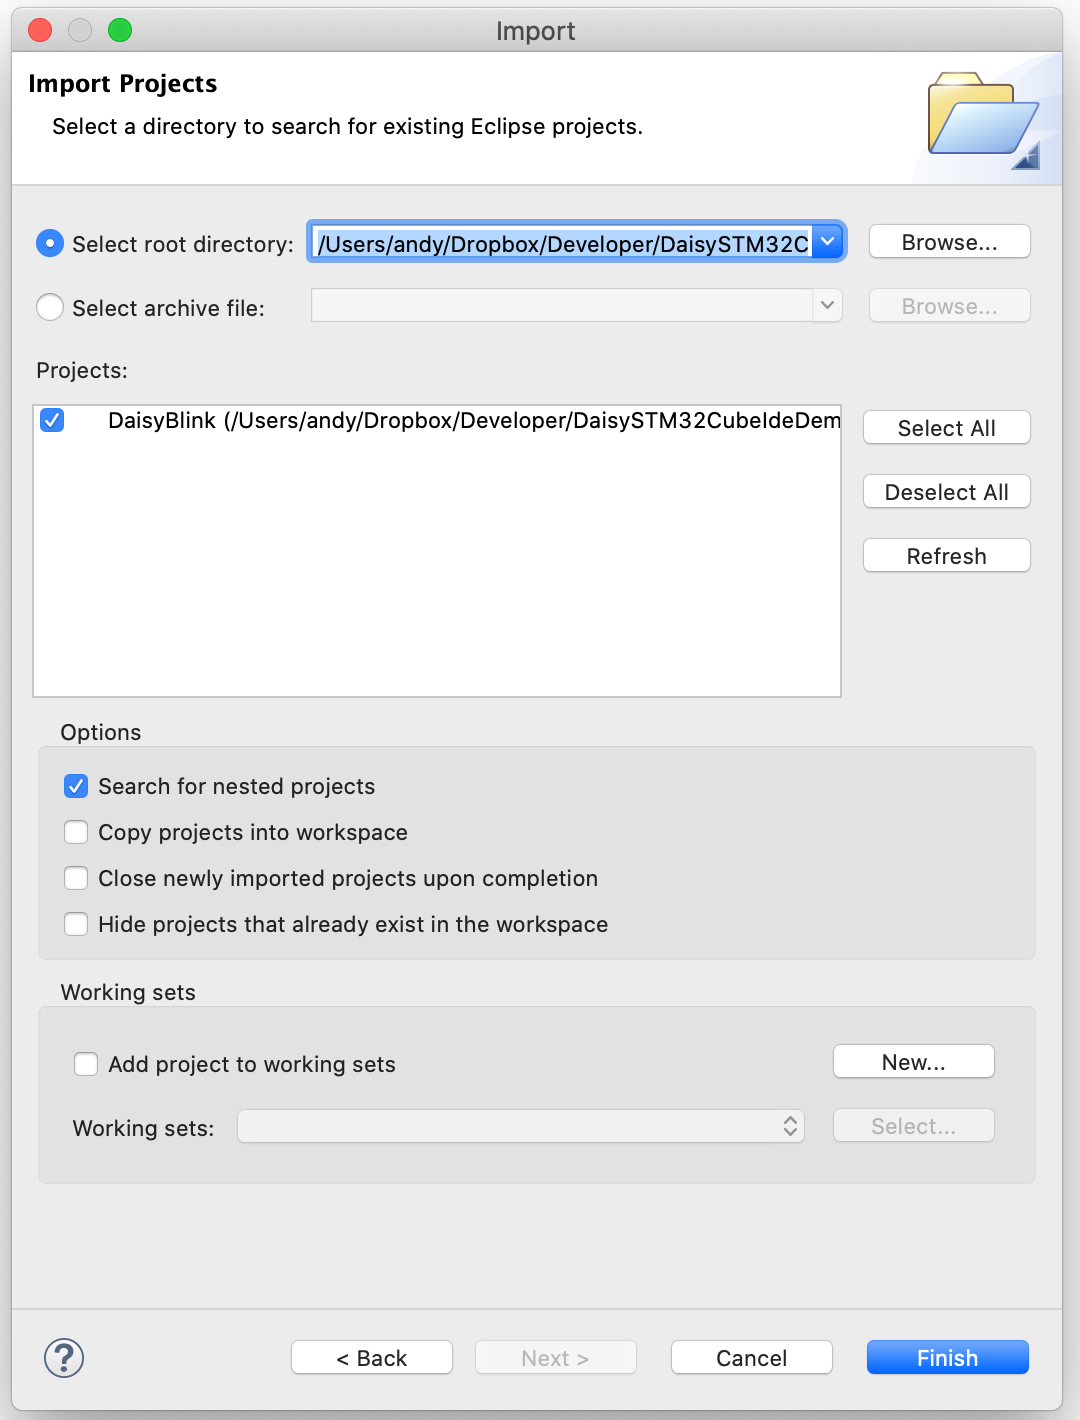 Import
Import Projects
Select a directory to search for existing Eclipse projects.
Select root directory: /Users/andy/Dropbox/Developer/DaisySTM32C Browse...
Select archive file: Browse...
Projects:
DaisyBlink (/Users/andy/Dropbox/Developer/DaisySTM32CubeIdeDem
Select All
Deselect All
Refresh
Options
Search for nested projects
Copy projects into workspace
Close newly imported projects upon completion
Hide projects that already exist in the workspace
Working sets
Add project to working sets New...
Working sets: Select...
? < Back Next > Cancel Finish